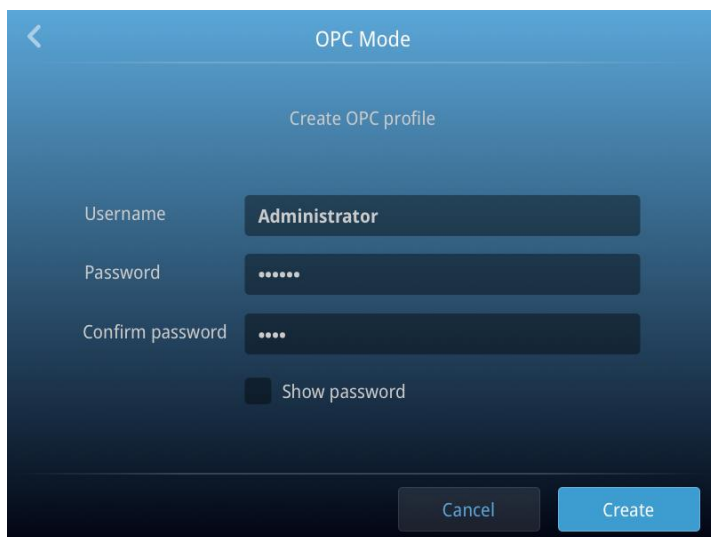 OPC Mode
Create OPC profile
Username Administrator
Password ••••••
Confirm password ••••
Show password
Cancel Create